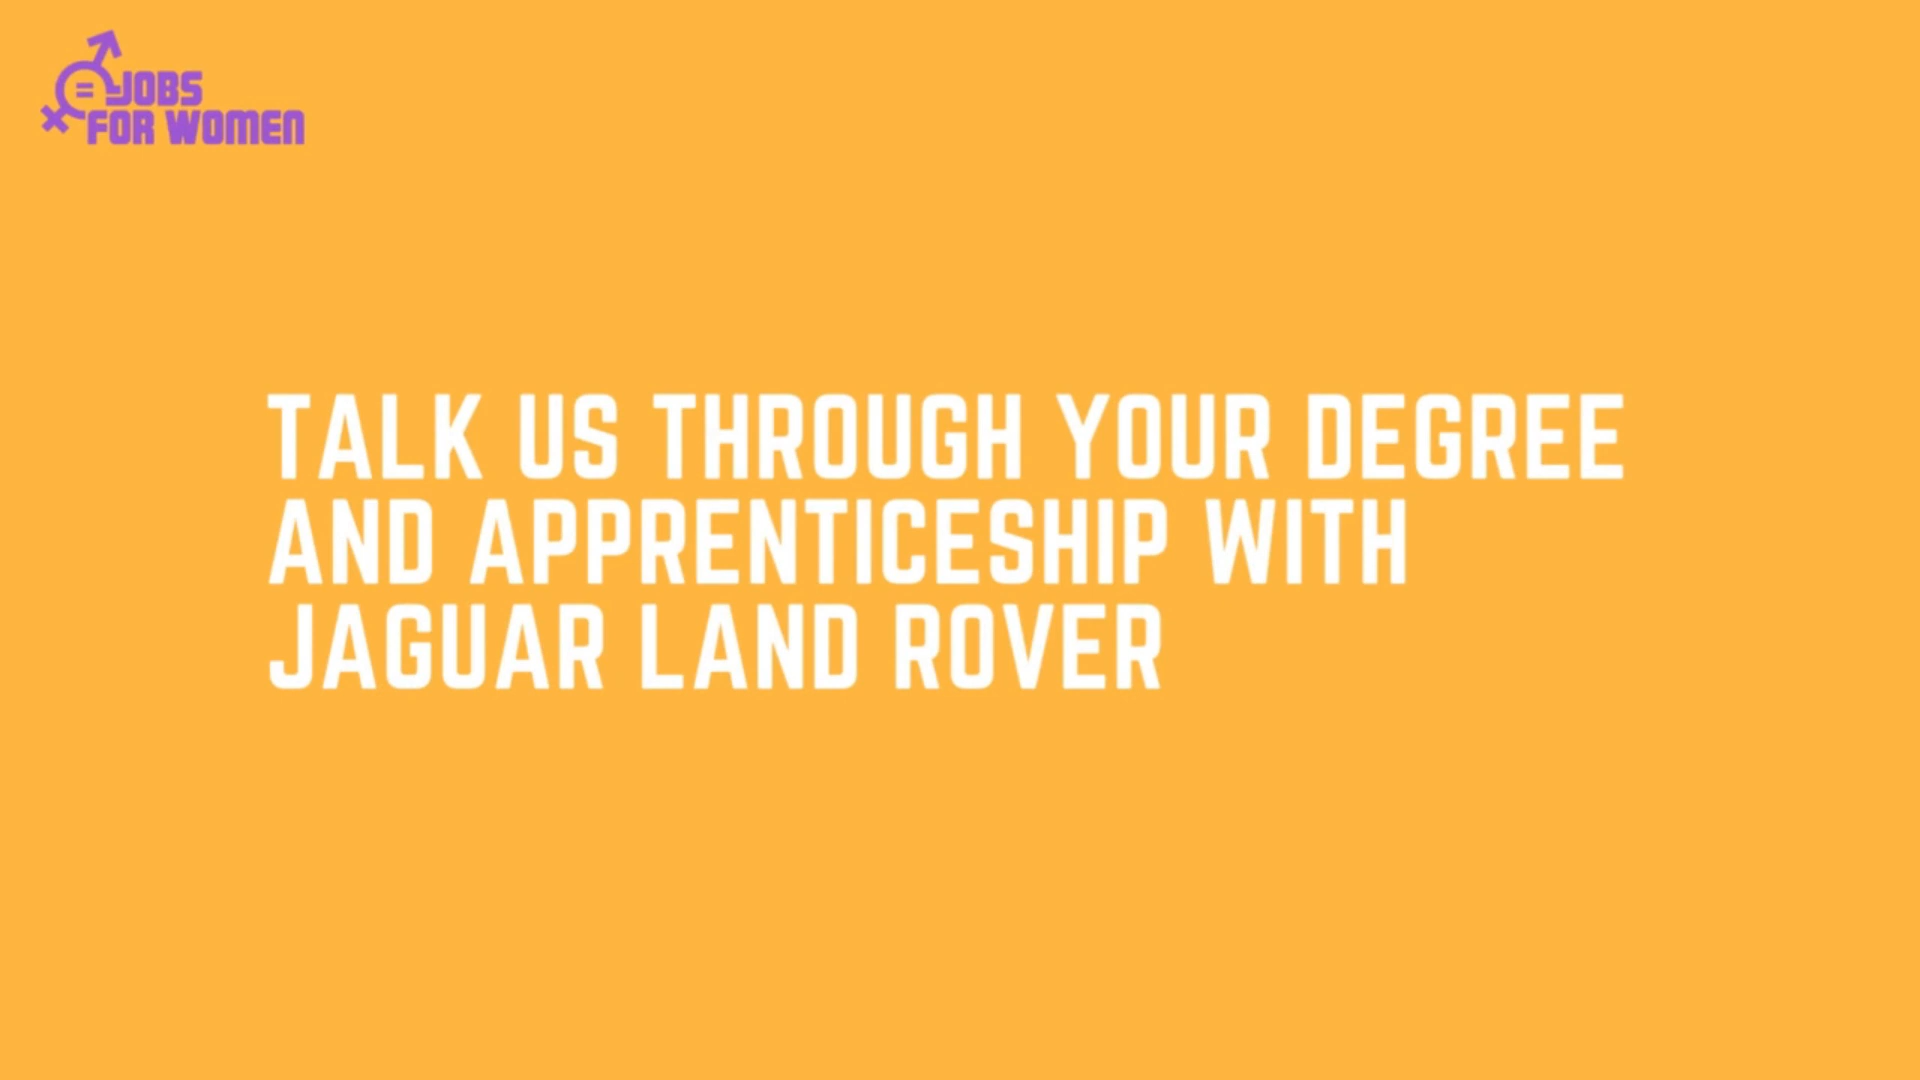 JOBS
FOR WOMEN
TALK US THROUGH YOUR DEGREE
AND APPRENTICESHIP WITH
JAGUAR LAND ROVER